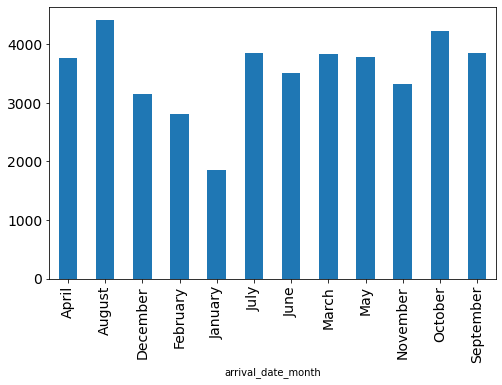 4000
3000
2000
1000
0
April
August
December
February
January
July
June
March
May
November
October
September
arrival_date_month